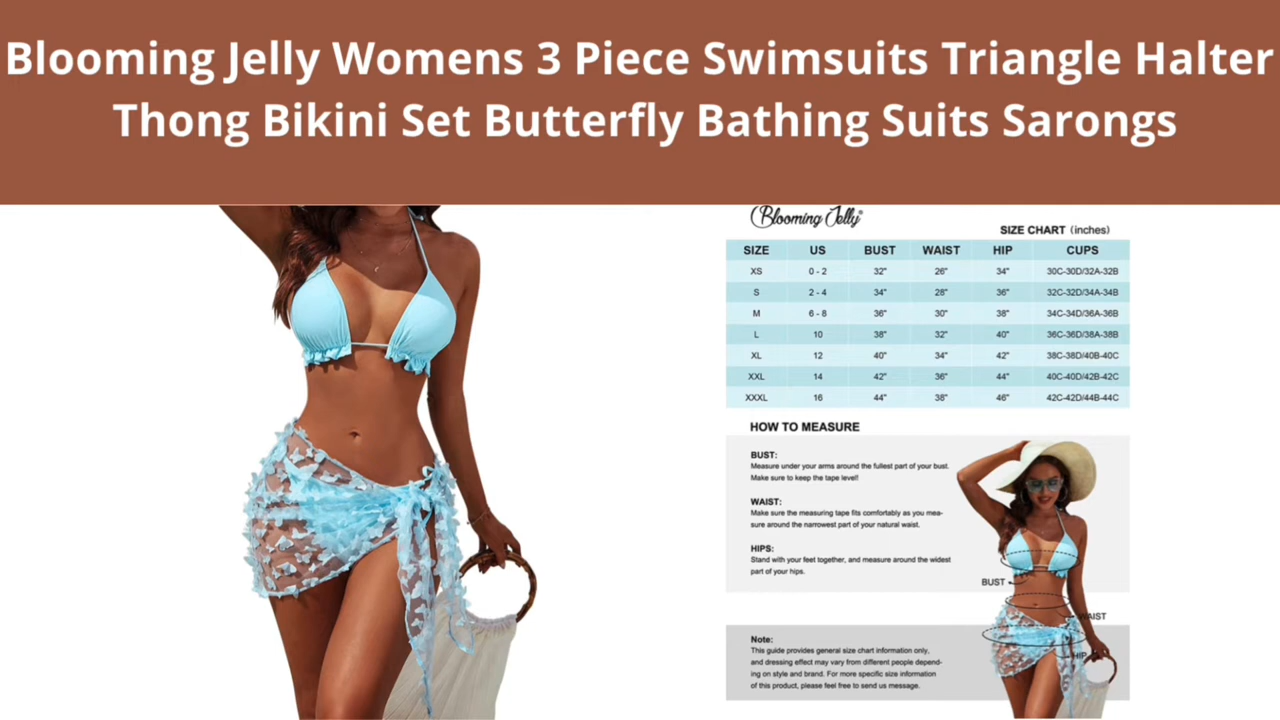 Blooming Jelly Womens 3 Piece Swimsuits Triangle Halter
Thong Bikini Set Butterfly Bathing Suits Sarongs
Blooming Jelly®
SIZE CHART (inches)
SIZE US BUST WAIST HIP CUPS
XS 0 - 2 32" 26" 34" 30C-30D/32A-32B
S 2 - 4 34" 28" 36" 32C-32D/34A-34B
M 6 - 8 36" 30" 38" 34C-34D/36A-36B
L 10 38" 32" 40" 36C-36D/38A-38B
XL 12 40" 34" 42" 38C-38D/40B-40C
XXL 14 42" 36" 44" 40C-40D/42B-42C
XXXL 16 44" 38" 46" 42C-42D/44B-44C
HOW TO MEASURE
BUST:
Measure under your arms around the fullest part of your bust.
Make sure to keep the tape level!
WAIST:
Make sure the measuring tape fits comfortably as you mea-
sure around the narrowest part of your natural waist.
HIPS:
Stand with your feet together, and measure around the widest
part of your hips.
BUST
WAIST
HIP
Note:
This guide provides general size chart information only,
and dressing effect may vary from different people depend-
ing on style and brand. For more specific size information
of this product, please feel free to send us message.